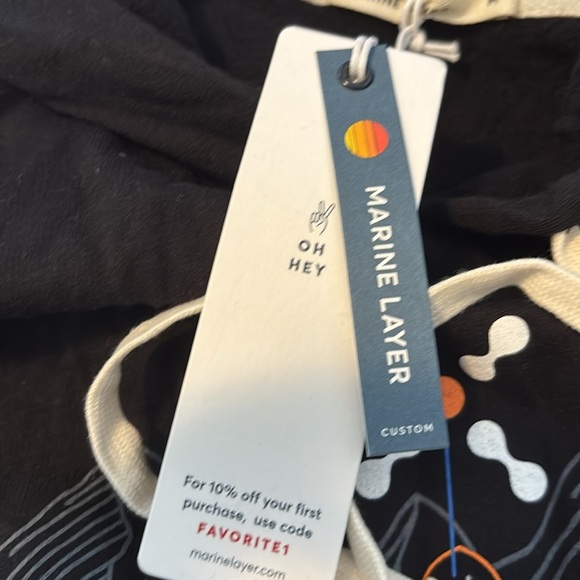 MARINE LAYER
CUSTOM
OH
HEY
For 10% off your first
purchase, use code
FAVORITE1
marinelayer.com